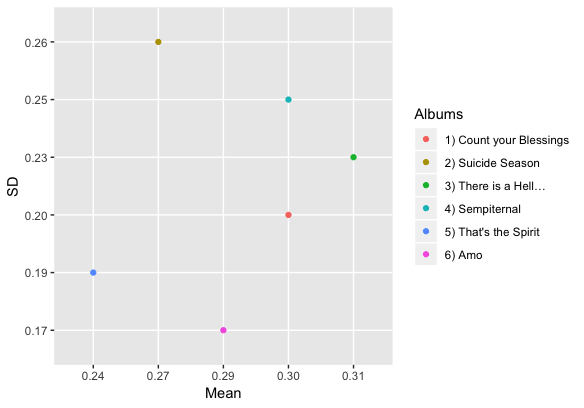 0.26
0.25
0.23
0.20
0.19
0.17
SD
0.24 0.27 0.29 0.30 0.31
Mean
Albums
1) Count your Blessings
2) Suicide Season
3) There is a Hell…
4) Sempiternal
5) That's the Spirit
6) Amo